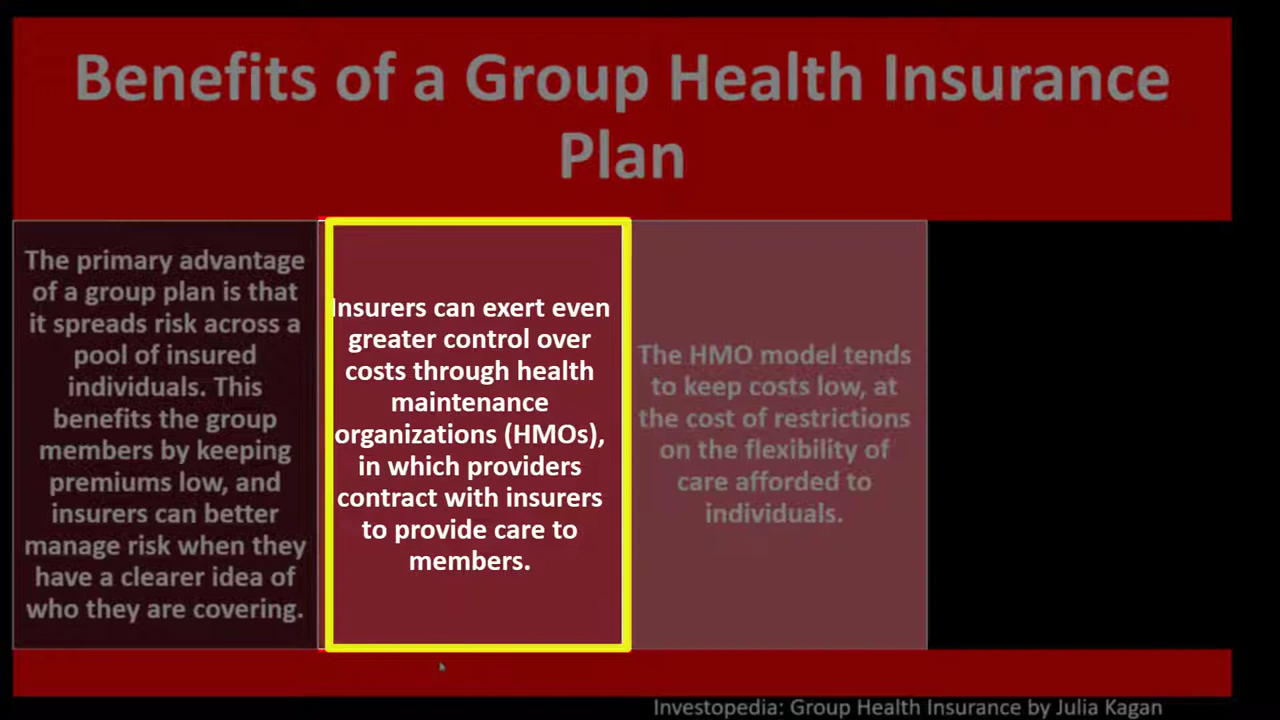 Benefits of a Group Health Insurance
Plan
The primary advantage
of a group plan is that
it spreads risk across a
pool of insured
individuals. This
benefits the group
members by keeping
premiums low, and
insurers can better
manage risk when they
have a clearer idea of
who they are covering.
Insurers can exert even
greater control over
costs through health
maintenance
organizations (HMOs),
in which providers
contract with insurers
to provide care to
members.
The HMO model tends
to keep costs low, at
the cost of restrictions
on the flexibility of
care afforded to
individuals.
Investopedia: Group Health Insurance by Julia Kagan